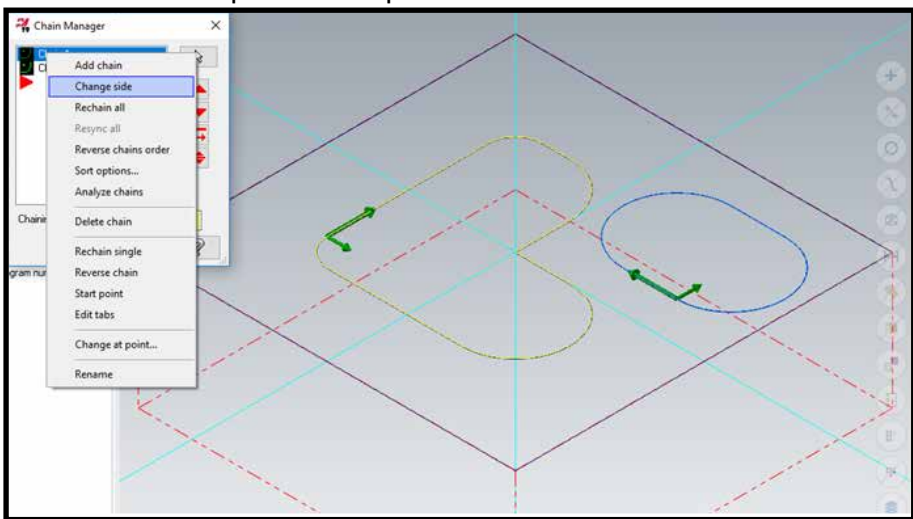 Chain Manager
Add chain
Change side
Rechain all
Resync all
Reverse chains order
Sort options...
Analyze chains
Delete chain
Rechain single
Reverse chain
Start point
Edit tabs
Change at point...
Rename